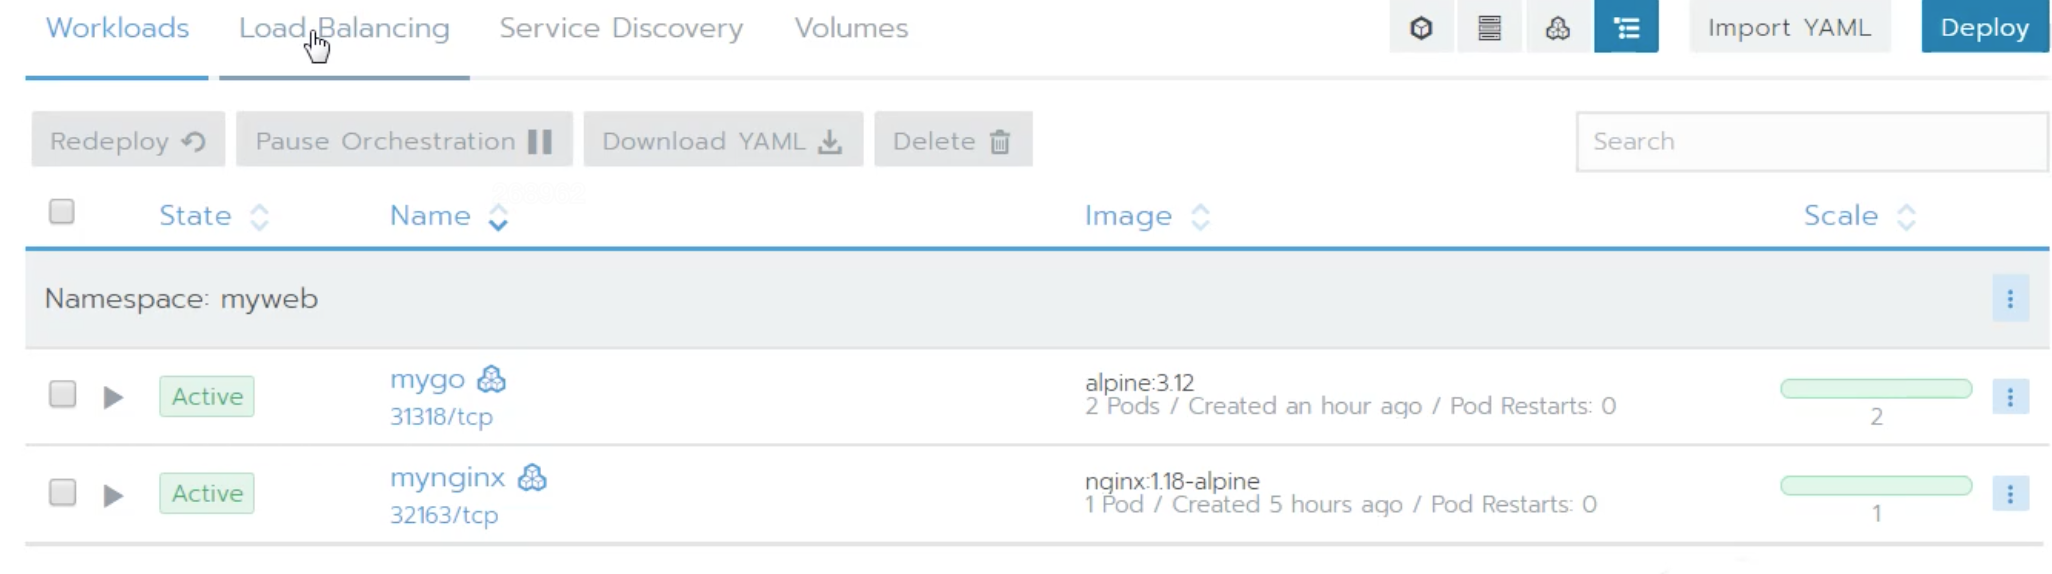 Workloads Load Balancing Service Discovery Volumes Import YAML Deploy
Redeploy Pause Orchestration Download YAML Delete Search
State Name Image Scale
Namespace: myweb
Active mygo alpine:3.12
31318/tcp 2 Pods / Created an hour ago / Pod Restarts: 0 2
Active mynginx nginx:1.18-alpine
32163/tcp 1 Pod / Created 5 hours ago / Pod Restarts: 0 1